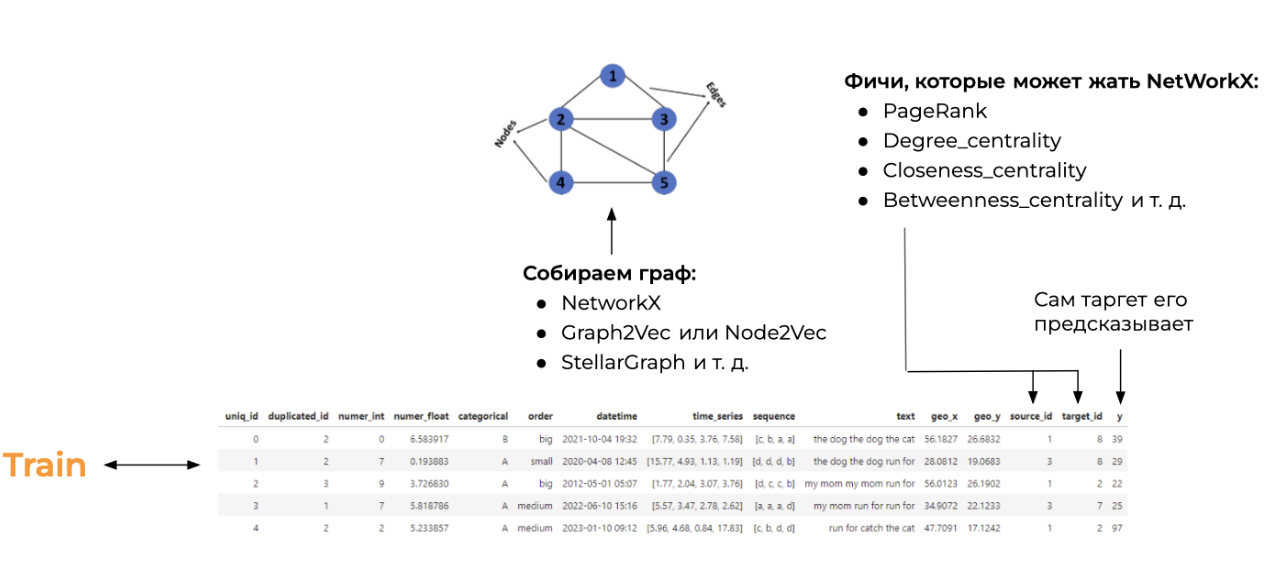 Фичи, которые может жать NetWorkX:
● PageRank
● Degree_centrality
● Closeness_centrality
● Betweenness_centrality и т. д.
1
Edges
2
3
Nodes
4
5
Собираем граф:
● NetworkX
● Graph2Vec или Node2Vec
● StellarGraph и т. д.
Сам таргет его
предсказывает
Train
uniq_id duplicated_id numer_int numer_float categorical order datetime time_series sequence text geo_x geo_y source_id target_id y
0 2 0 6.583917 B big 2021-10-04 19:32 [7.79, 0.35, 3.76, 7.58] [c, b, a, a] the dog the dog the cat 56.1827 26.6832 1 8 39
1 2 7 0.193883 A small 2020-04-08 12:45 [15.77, 4.93, 1.13, 1.19] [d, d, d, b] the dog the dog run for 28.0812 19.0683 3 8 29
2 3 9 3.726830 A big 2012-05-01 05:07 [1.77, 2.04, 3.07, 3.76] [d, c, c, b] my mom my mom run for 56.0123 26.1902 1 2 22
3 1 7 5.818786 A medium 2022-06-10 15:16 [5.57, 3.47, 2.78, 2.62] [a, a, a, d] my mom run for run for 34.9072 22.1233 3 7 25
4 2 2 5.233857 A medium 2023-01-10 09:12 [5.96, 4.68, 0.84, 17.83] [c, b, d, d] run for catch the cat 47.7091 17.1242 1 2 97